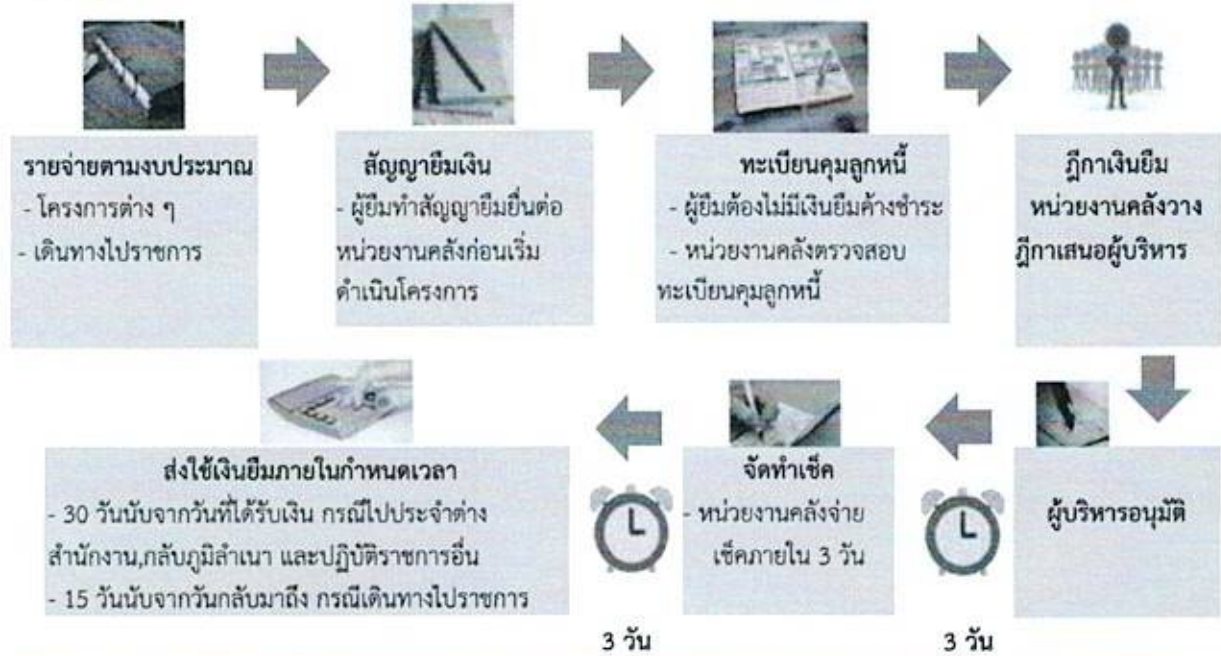 รายจ่ายตามงบประมาณ
- โครงการต่าง ๆ
- เดินทางไปราชการ
สัญญายืมเงิน
- ผู้ยืมทำสัญญายืมยื่นต่อ
หน่วยงานคลังก่อนเริ่ม
ดำเนินโครงการ
ทะเบียนคุมลูกหนี้
- ผู้ยืมต้องไม่มีเงินยืมค้างชำระ
- หน่วยงานคลังตรวจสอบ
ทะเบียนคุมลูกหนี้
ฎีกาเงินยืม
หน่วยงานคลังวาง
ฎีกาเสนอผู้บริหาร
ผู้บริหารอนุมัติ
3 วัน
จัดทำเช็ค
- หน่วยงานคลังจ่าย
เช็คภายใน 3 วัน
3 วัน
ส่งใช้เงินยืมภายในกำหนดเวลา
- 30 วันนับจากวันที่ได้รับเงิน กรณีไปประจำต่าง
สำนักงาน,กลับภูมิลำเนา และปฏิบัติราชการอื่น
- 15 วันนับจากวันกลับมาถึง กรณีเดินทางไปราชการ